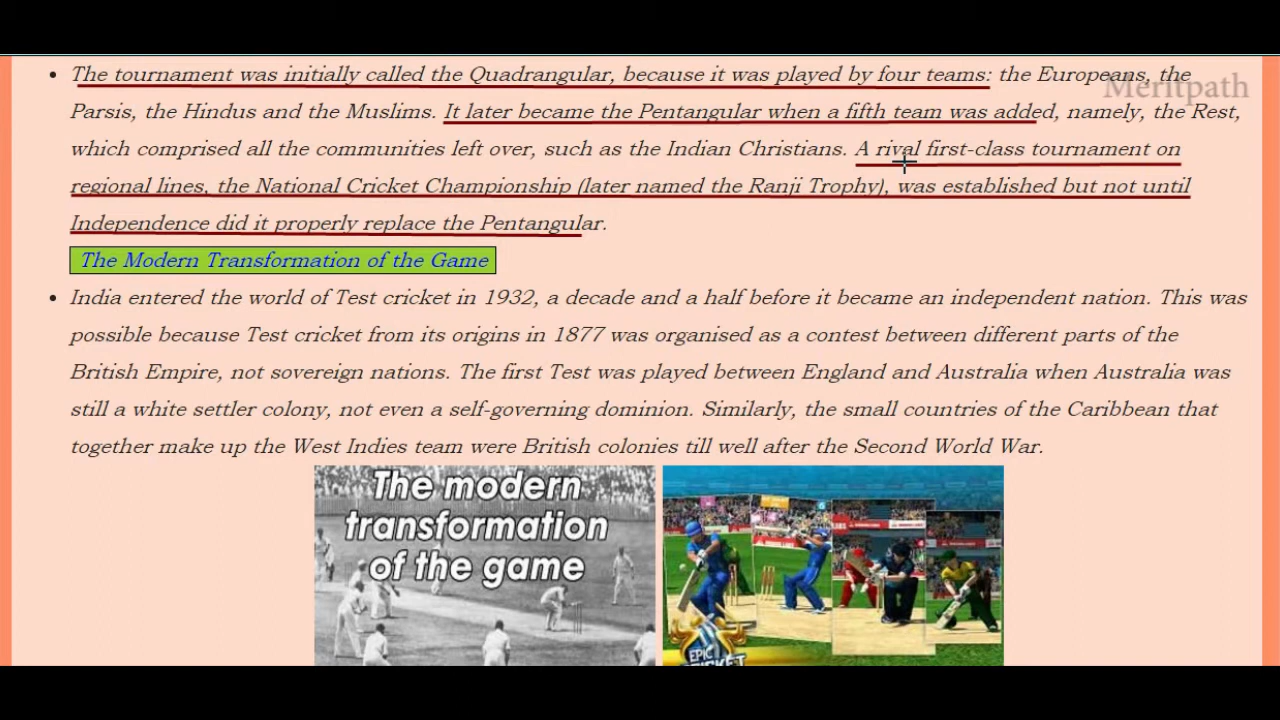 The tournament was initially called the Quadrangular, because it was played by four teams: the Europeans, the
Meritpath
Parsis, the Hindus and the Muslims. It later became the Pentangular when a fifth team was added, namely, the Rest,
which comprised all the communities left over, such as the Indian Christians. A rival first-class tournament on
regional lines, the National Cricket Championship (later named the Ranji Trophy), was established but not until
Independence did it properly replace the Pentangular.
The Modern Transformation of the Game
India entered the world of Test cricket in 1932, a decade and a half before it became an independent nation. This was
possible because Test cricket from its origins in 1877 was organised as a contest between different parts of the
British Empire, not sovereign nations. The first Test was played between England and Australia when Australia was
still a white settler colony, not even a self-governing dominion. Similarly, the small countries of the Caribbean that
together make up the West Indies team were British colonies till well after the Second World War.
The modern
transformation
of the game
EPIC
CRICKET